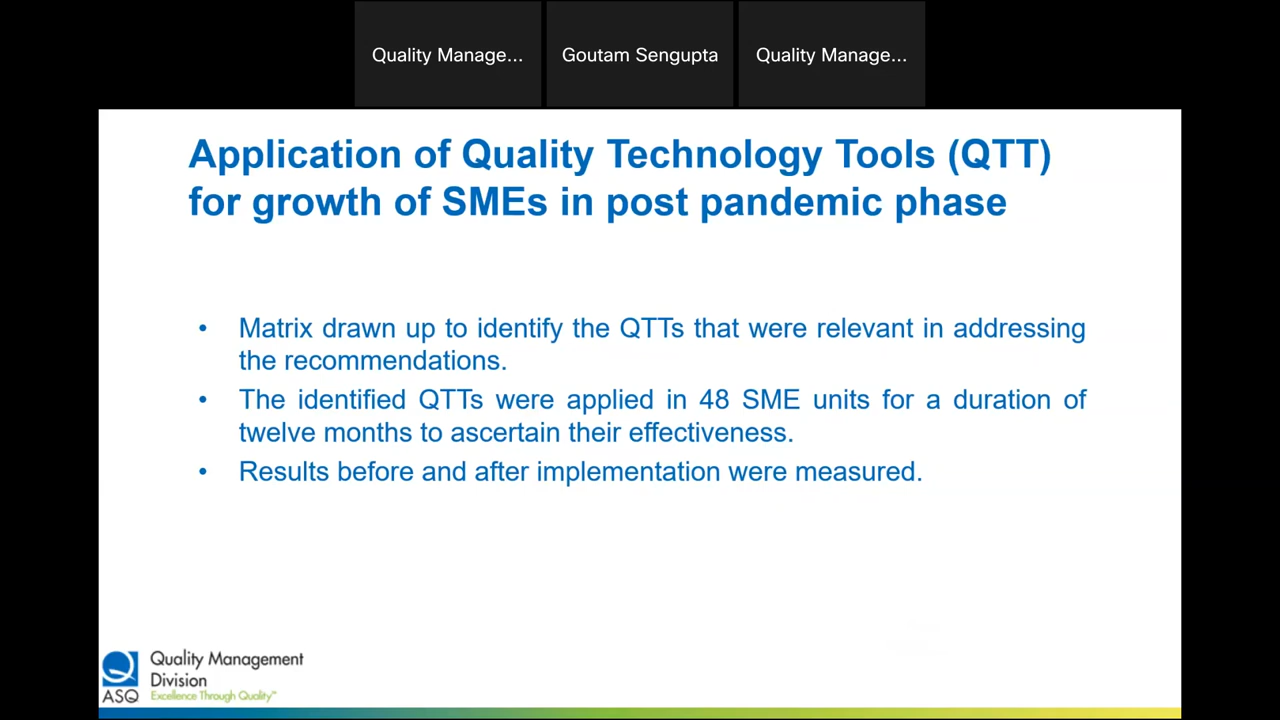 Quality Manage...
Goutam Sengupta
Quality Manage...
Application of Quality Technology Tools (QTT)
for growth of SMEs in post pandemic phase
• Matrix drawn up to identify the QTTs that were relevant in addressing
the recommendations.
• The identified QTTs were applied in 48 SME units for a duration of
twelve months to ascertain their effectiveness.
• Results before and after implementation were measured.
Quality Management
Division
ASQ
Excellence Through Quality™